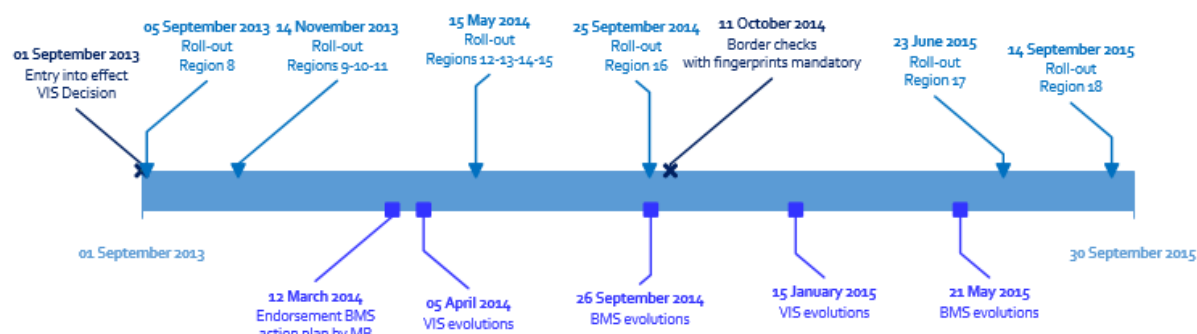 01 September 2013
Entry into effect
VIS Decision
05 September 2013
Roll-out
Region 8
14 November 2013
Roll-out
Regions 9-10-11
15 May 2014
Roll-out
Regions 12-13-14-15
25 September 2014
Roll-out
Region 16
11 October 2014
Border checks
with fingerprints mandatory
23 June 2015
Roll-out
Region 17
14 September 2015
Roll-out
Region 18
01 September 2013
30 September 2015
12 March 2014
Endorsement BMS
action plan by MB
05 April 2014
VIS evolutions
26 September 2014
BMS evolutions
15 January 2015
VIS evolutions
21 May 2015
BMS evolutions